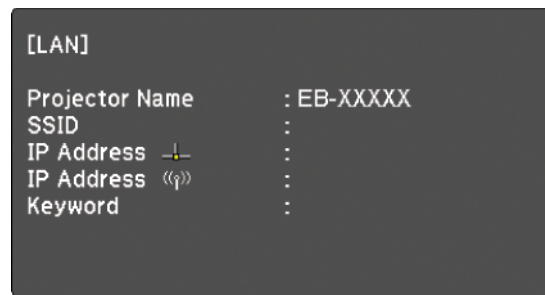 [LAN]
Projector Name : EB-XXXXX
SSID :
IP Address :
IP Address :
Keyword :